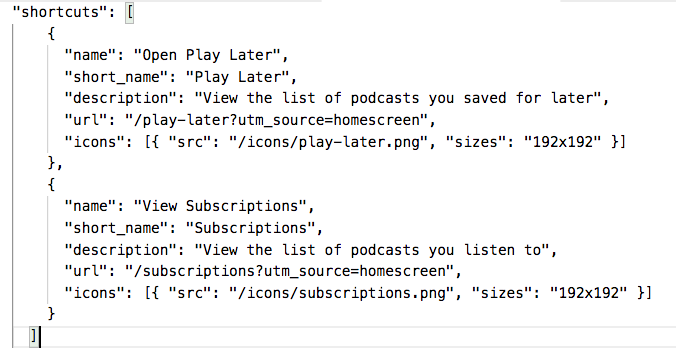 "shortcuts": [
{
"name": "Open Play Later",
"short_name": "Play Later",
"description": "View the list of podcasts you saved for later",
"url": "/play-later?utm_source=homescreen",
"icons": [{ "src": "/icons/play-later.png", "sizes": "192x192" }]
},
{
"name": "View Subscriptions",
"short_name": "Subscriptions",
"description": "View the list of podcasts you listen to",
"url": "/subscriptions?utm_source=homescreen",
"icons": [{ "src": "/icons/subscriptions.png", "sizes": "192x192" }]
}
]